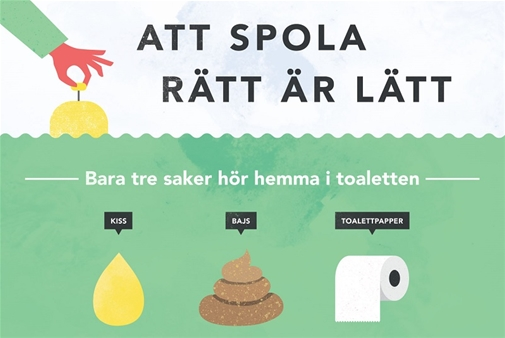 ATT SPOLA
RÄTT ÄR LÄTT
Bara tre saker hör hemma i toaletten
KISS
BAJS
TOALETTPAPPER